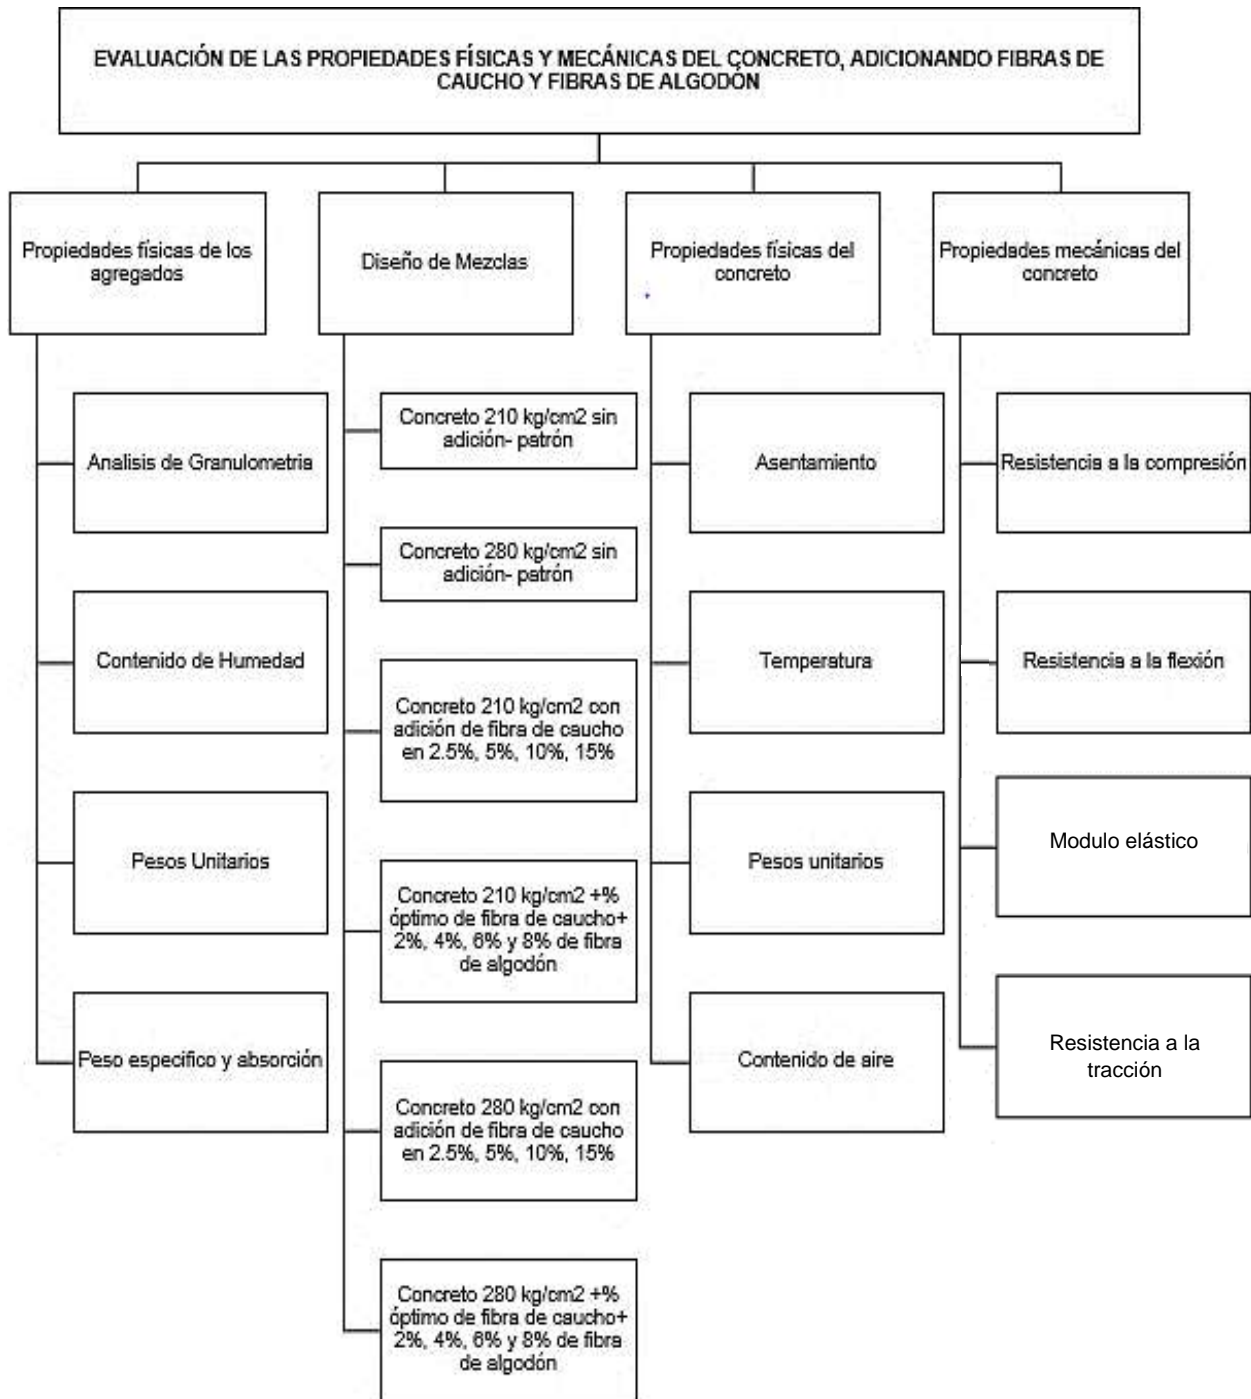 EVALUACIÓN DE LAS PROPIEDADES FÍSICAS Y MECÁNICAS DEL CONCRETO, ADICIONANDO FIBRAS DE
CAUCHO Y FIBRAS DE ALGODÓN
Propiedades físicas de los
agregados
Analisis de Granulometria
Contenido de Humedad
Pesos Unitarios
Peso especifico y absorción
Diseño de Mezclas
Concreto 210 kg/cm2 sin
adición- patrón
Concreto 280 kg/cm2 sin
adición- patrón
Concreto 210 kg/cm2 con
adición de fibra de caucho
en 2.5%, 5%, 10%, 15%
Concreto 210 kg/cm2 +%
óptimo de fibra de caucho+
2%, 4%, 6% y 8% de fibra
de algodón
Concreto 280 kg/cm2 con
adición de fibra de caucho
en 2.5%, 5%, 10%, 15%
Concreto 280 kg/cm2 +%
óptimo de fibra de caucho+
2%, 4%, 6% y 8% de fibra
de algodón
Propiedades físicas del
concreto
Asentamiento
Temperatura
Pesos unitarios
Contenido de aire
Propiedades mecánicas del
concreto
Resistencia a la compresión
Resistencia a la flexión
Modulo elástico
Resistencia a la
tracción